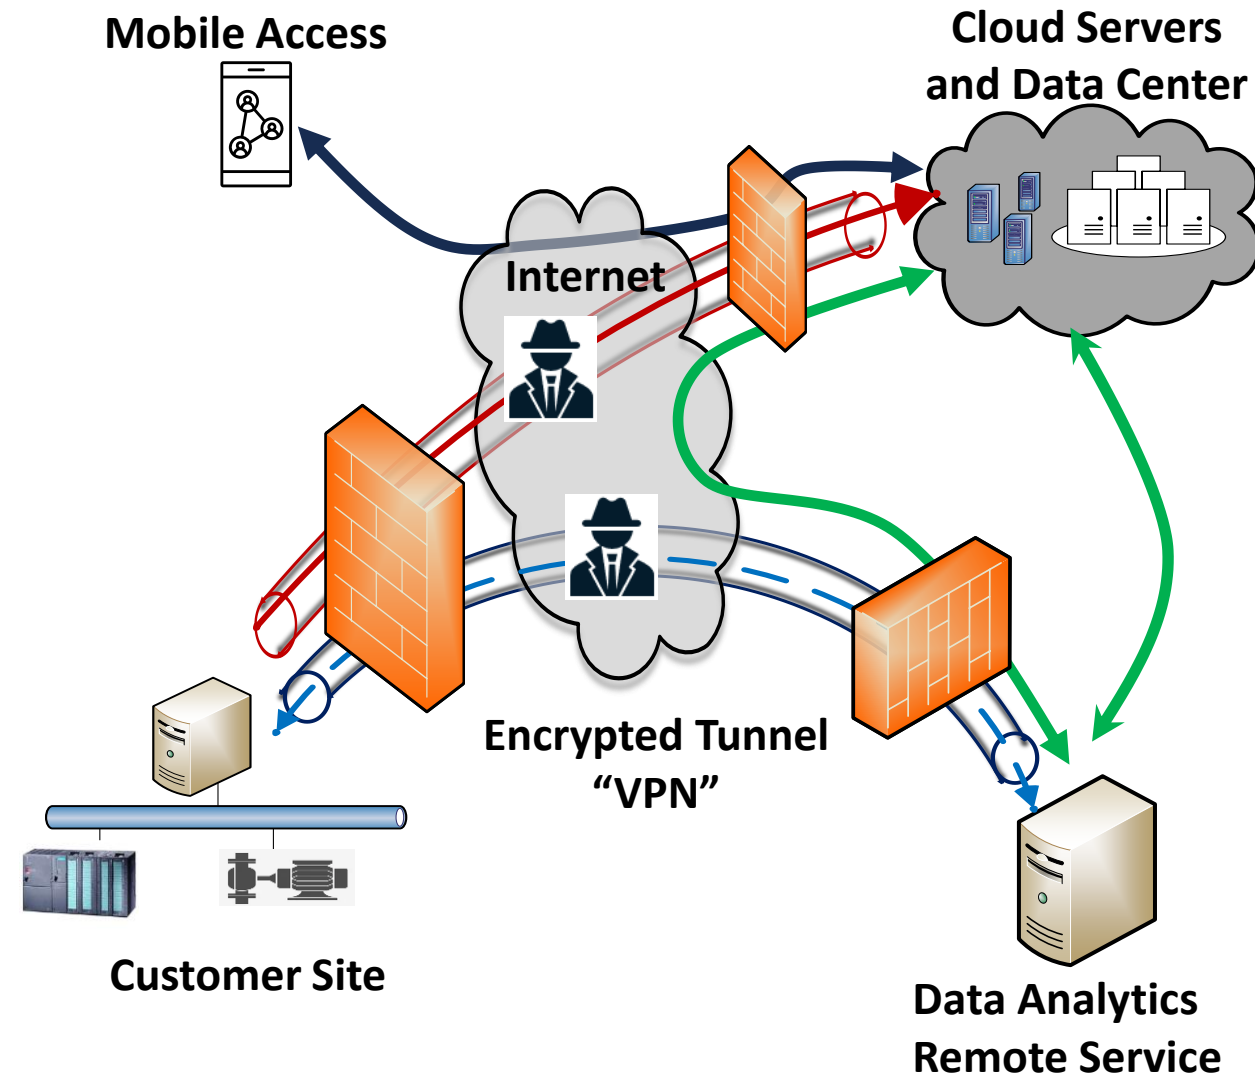 Mobile Access
Cloud Servers
and Data Center
Internet
Encrypted Tunnel
“VPN”
Customer Site
Data Analytics
Remote Service